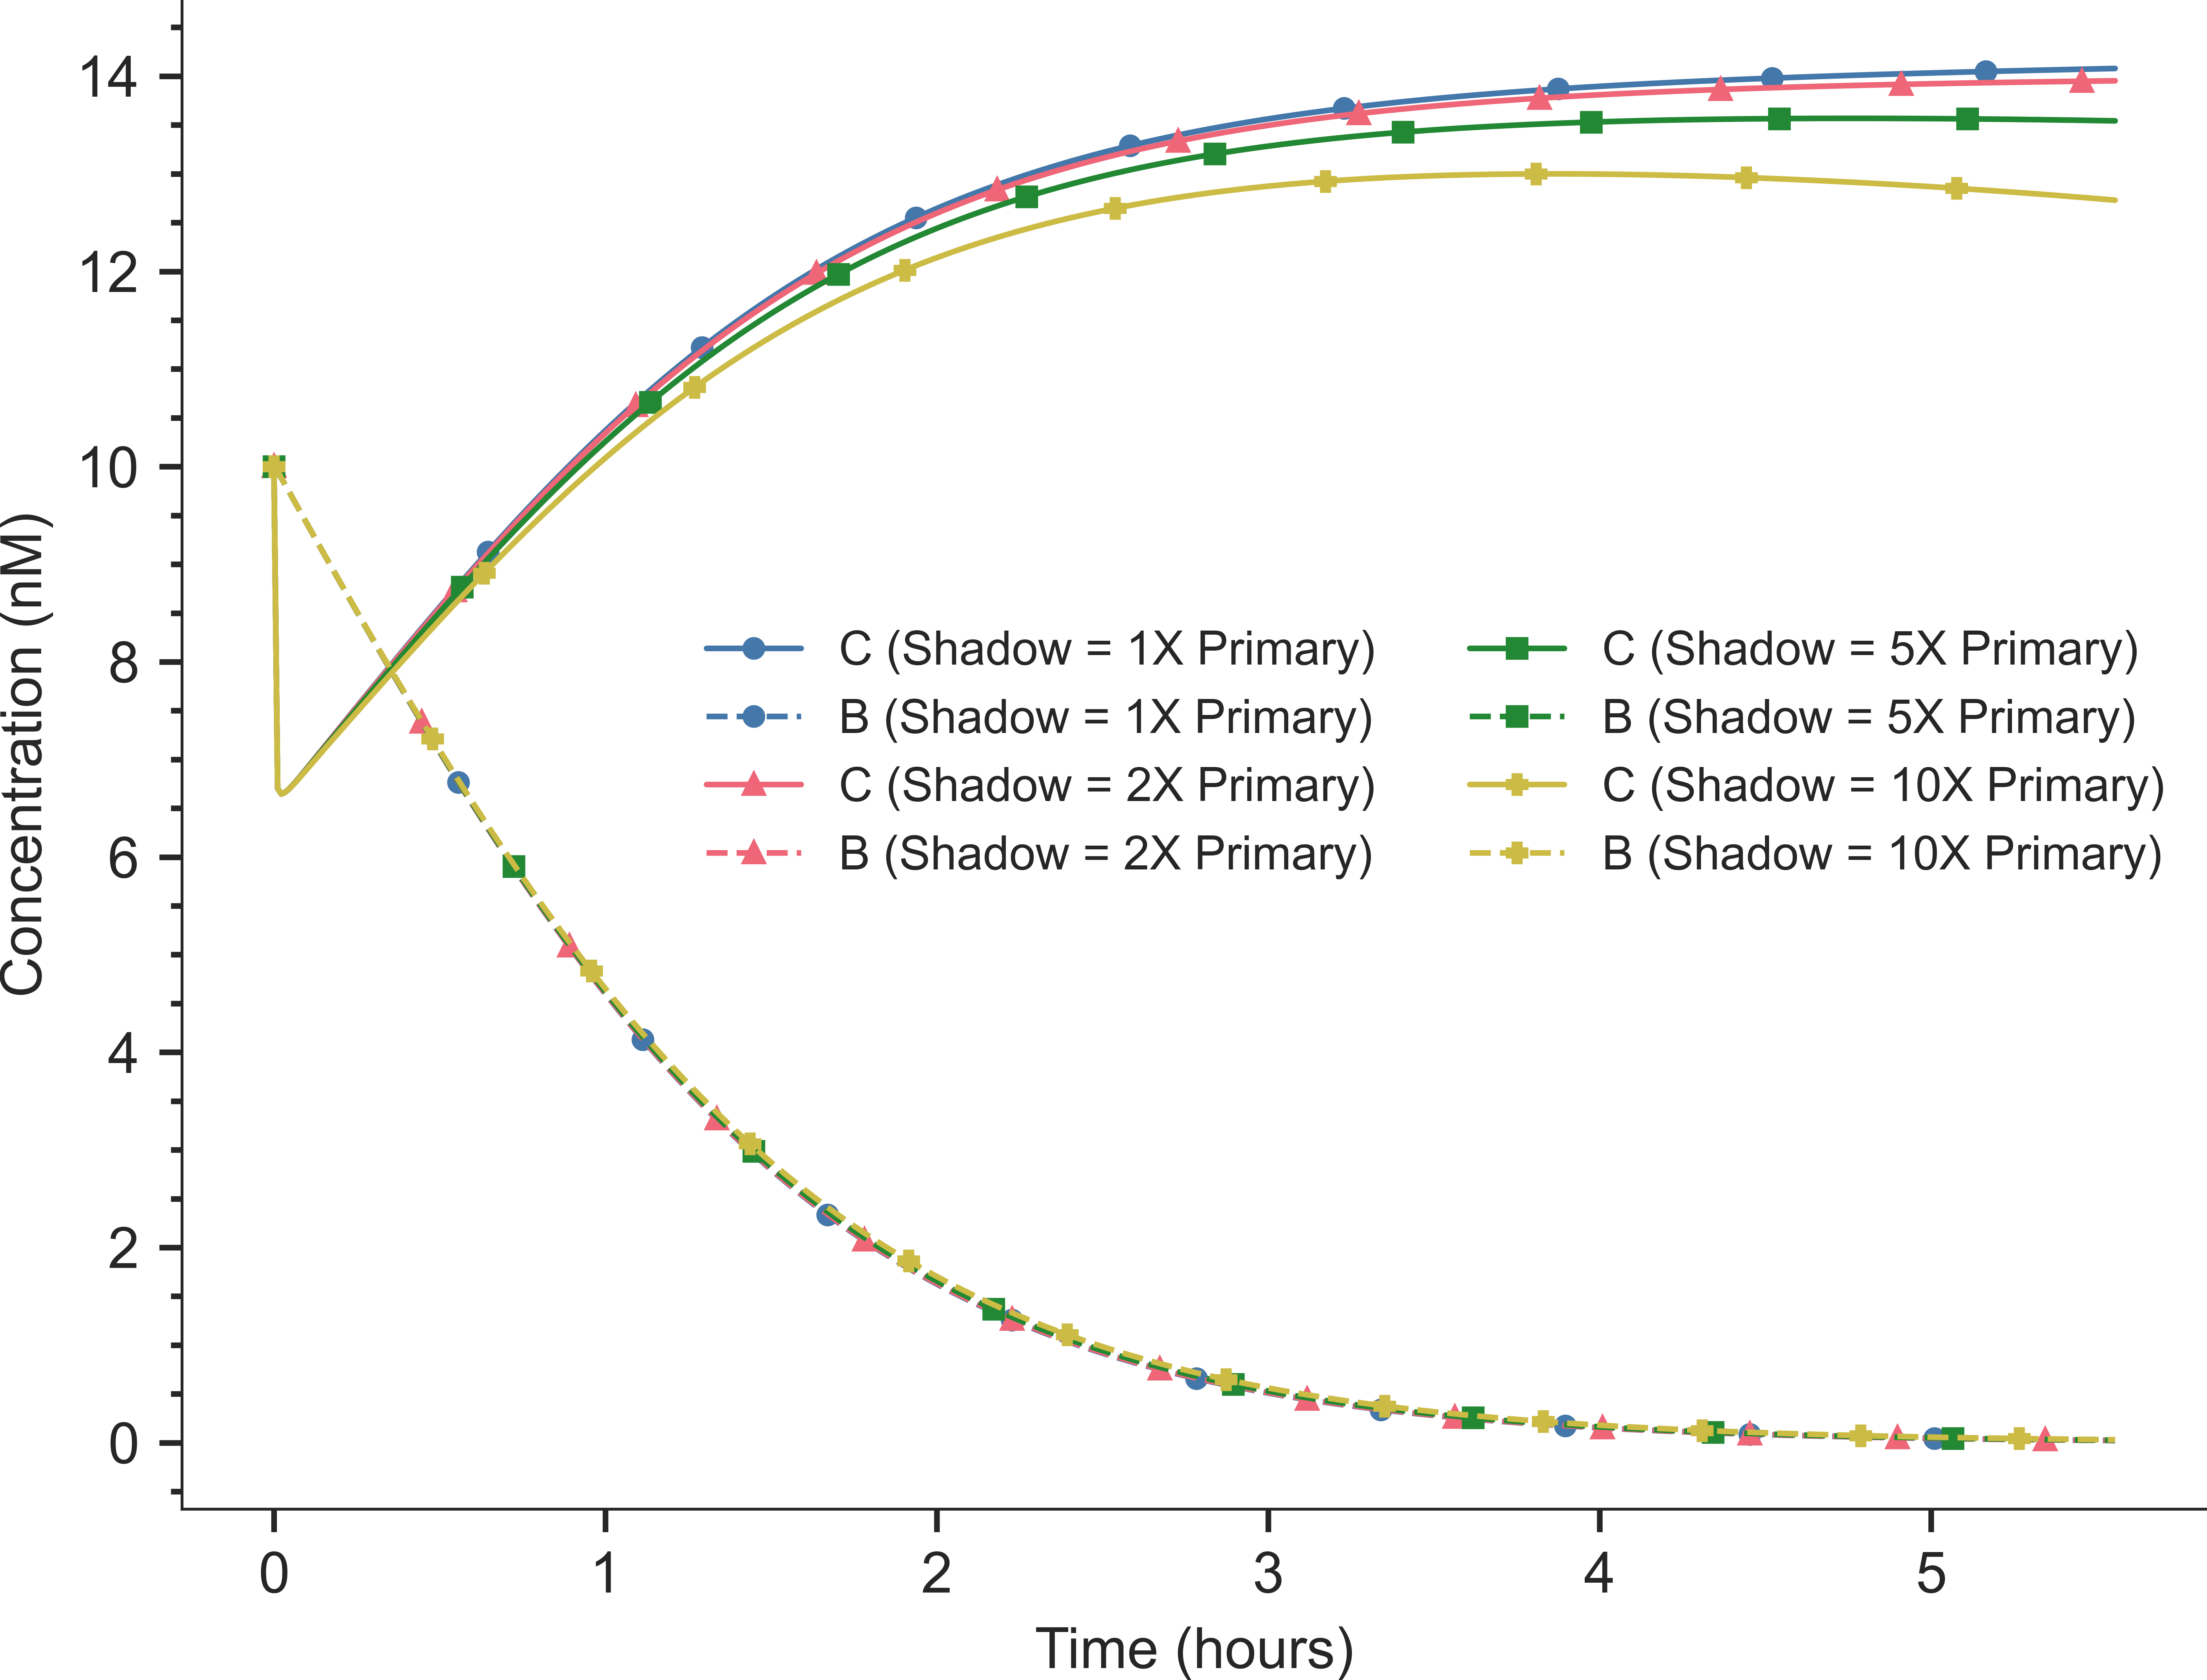 14
12
10
8
6
4
2
0
Concentration (nM)
C (Shadow = 1X Primary)
B (Shadow = 1X Primary)
C (Shadow = 2X Primary)
B (Shadow = 2X Primary)
C (Shadow = 5X Primary)
B (Shadow = 5X Primary)
C (Shadow = 10X Primary)
B (Shadow = 10X Primary)
0 1 2 3 4 5
Time (hours)